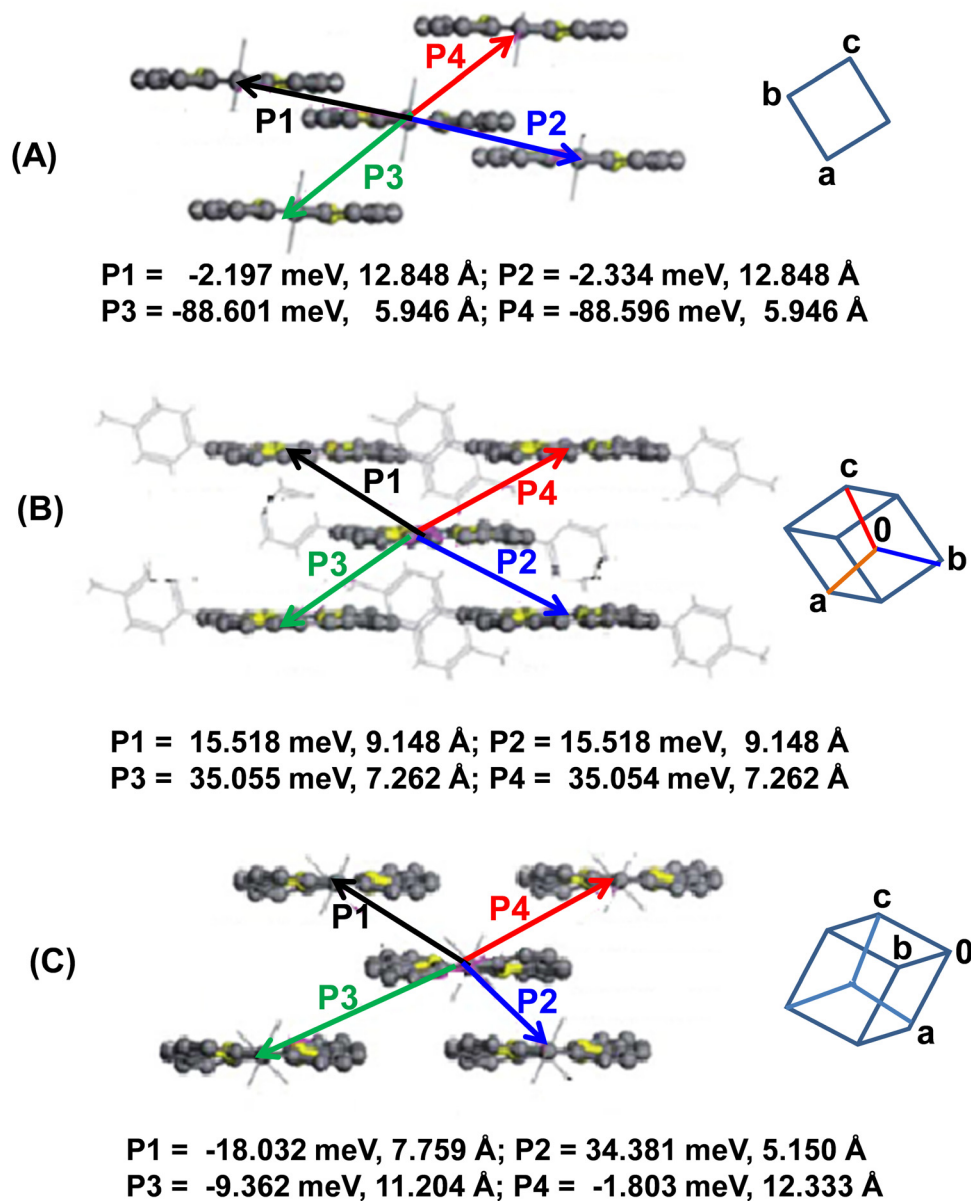 P4
c
P1
b
P2
(A)
P3
a
P1 = -2.197 meV, 12.848 Å; P2 = -2.334 meV, 12.848 Å
P3 = -88.601 meV, 5.946 Å; P4 = -88.596 meV, 5.946 Å
P1
P4
c
(B)
0
P3
P2
b
a
P1 = 15.518 meV, 9.148 Å; P2 = 15.518 meV, 9.148 Å
P3 = 35.055 meV, 7.262 Å; P4 = 35.054 meV, 7.262 Å
P1
P4
c
(C)
b
0
P3
P2
a
P1 = -18.032 meV, 7.759 Å; P2 = 34.381 meV, 5.150 Å
P3 = -9.362 meV, 11.204 Å; P4 = -1.803 meV, 12.333 Å